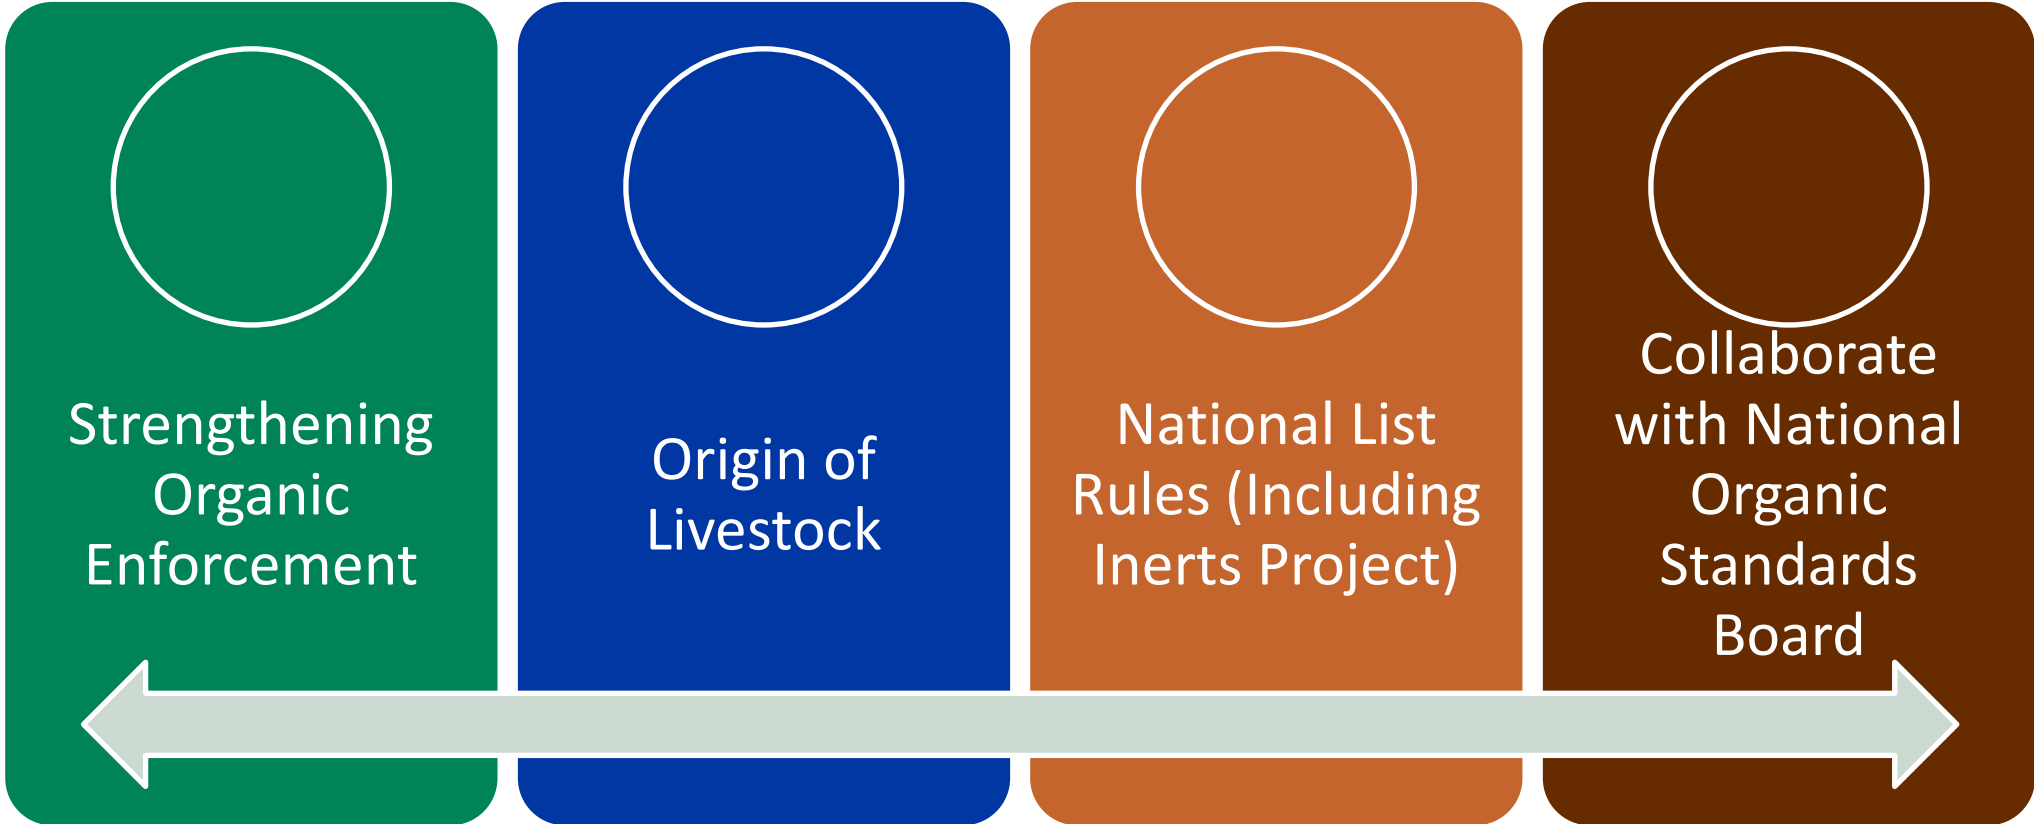 Strengthening
Organic
Enforcement
Origin of
Livestock
National List
Rules (Including
Inerts Project)
Collaborate
with National
Organic
Standards
Board